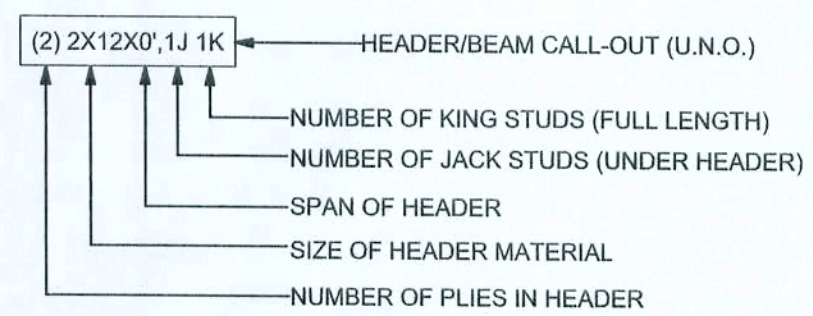 (2) 2X12X0',1J 1K
HEADER/BEAM CALL-OUT (U.N.O.)
NUMBER OF KING STUDS (FULL LENGTH)
NUMBER OF JACK STUDS (UNDER HEADER)
SPAN OF HEADER
SIZE OF HEADER MATERIAL
NUMBER OF PLIES IN HEADER